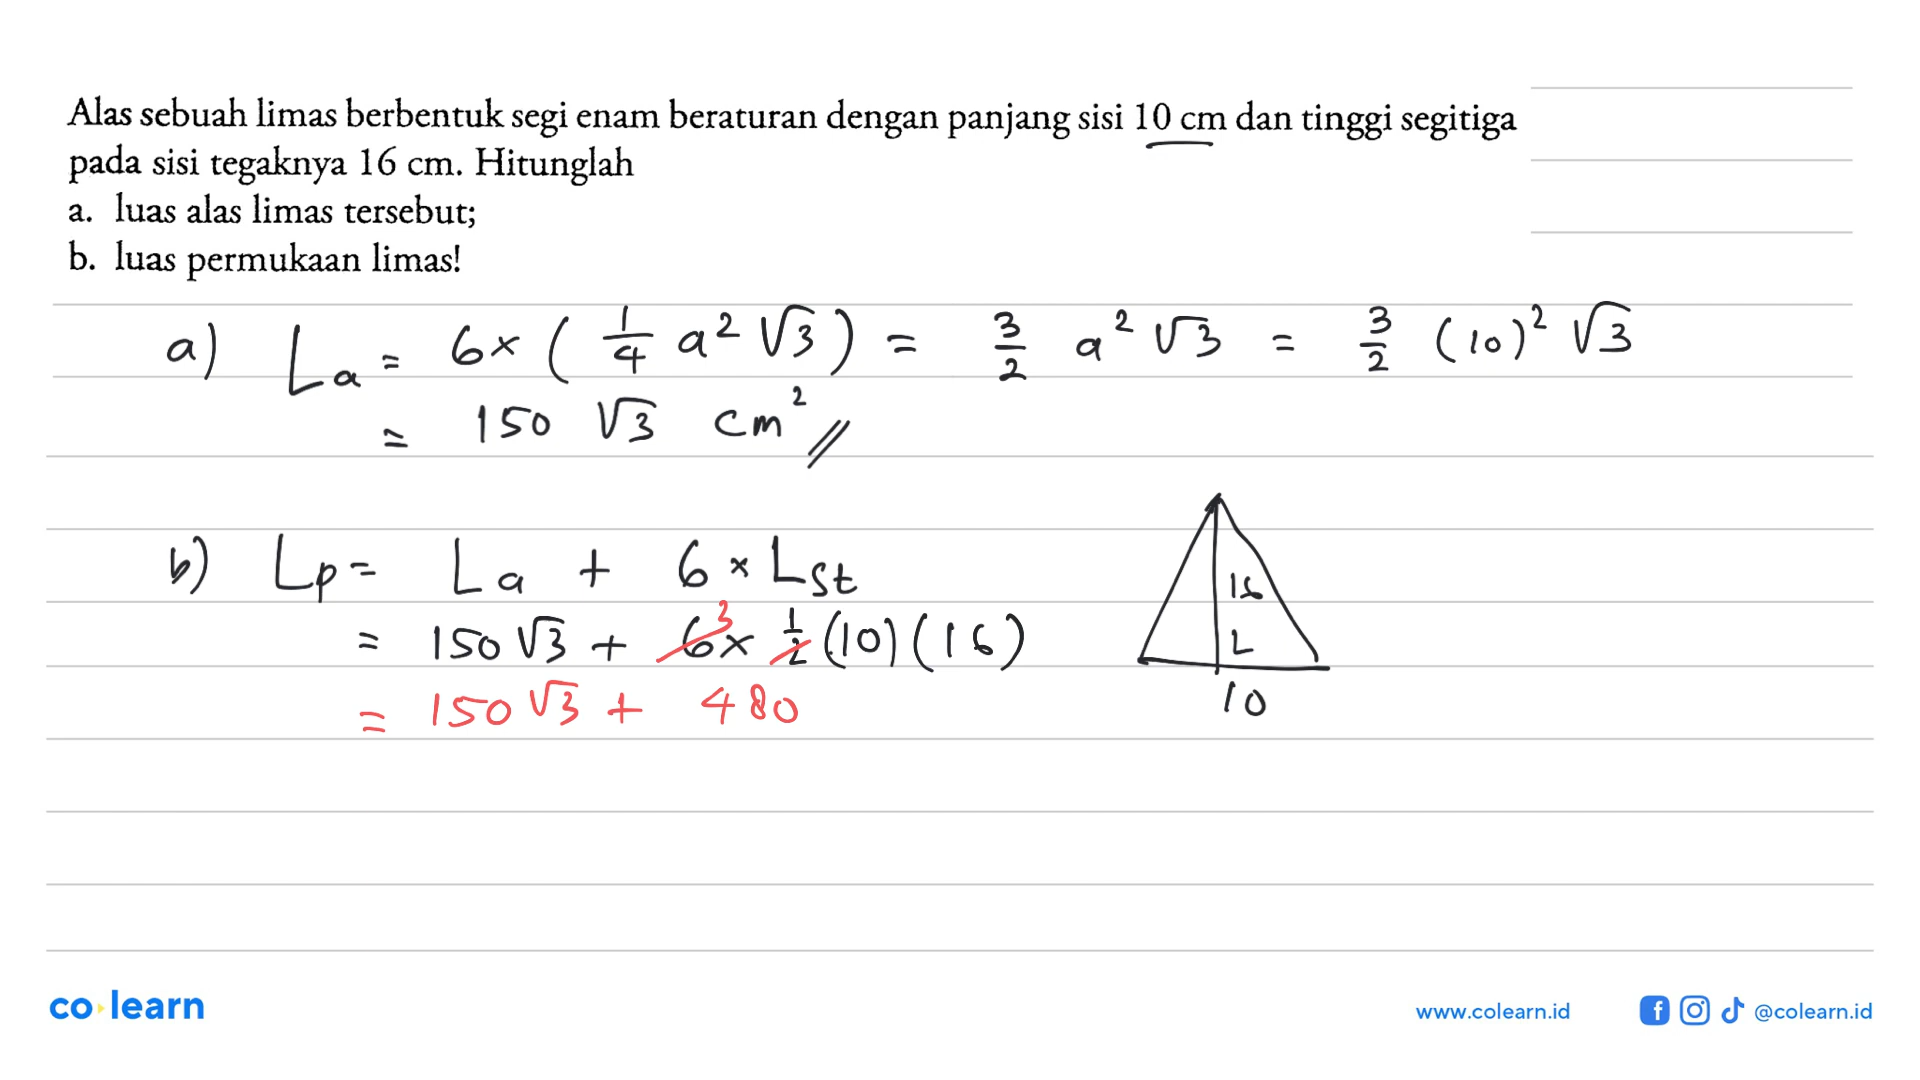 Alas sebuah limas berbentuk segi enam beraturan dengan panjang sisi 10 cm dan tinggi segitiga
pada sisi tegaknya 16 cm. Hitunglah
a. luas alas limas tersebut;
b. luas permukaan limas!
a) La = 6 × ( 1/4 a² √3 ) = 3/2 a² √3 = 3/2 (10)² √3
= 150 √3 cm² //
b) Lp = La + 6 × Lst
= 150 √3 + 6 3 × 1/2 (10) (16)
= 150 √3 + 480
16
10
co learn
www.colearn.id
@colearn.id